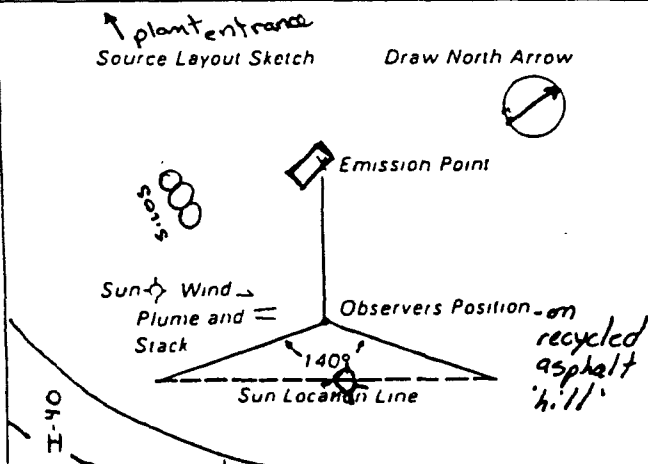 plant entrance
Source Layout Sketch
Draw North Arrow
Emission Point
silos
Sun Wind
Plume and
Stack
Observers Position - on
recycled
asphalt
'hill'
140°
Sun Location Line
H-40